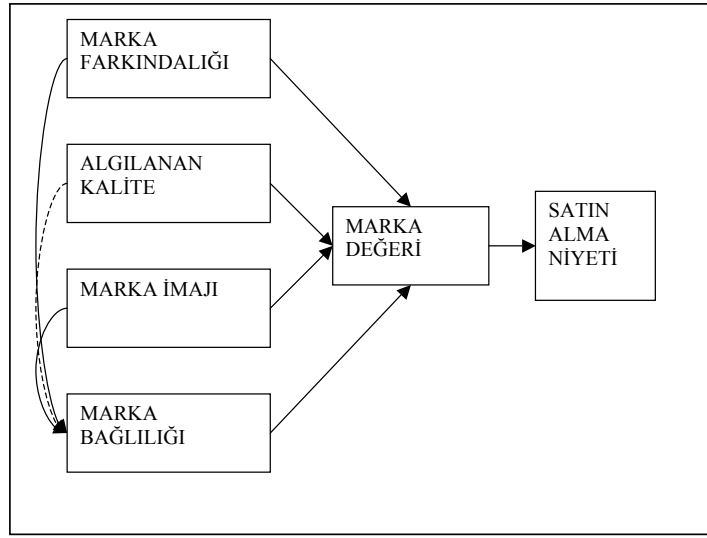 MARKA
FARKINDALIĞI
ALGILANAN
KALİTE
MARKA İMAJI
MARKA
BAĞLILIĞI
MARKA
DEĞERİ
SATIN
ALMA
NİYETİ